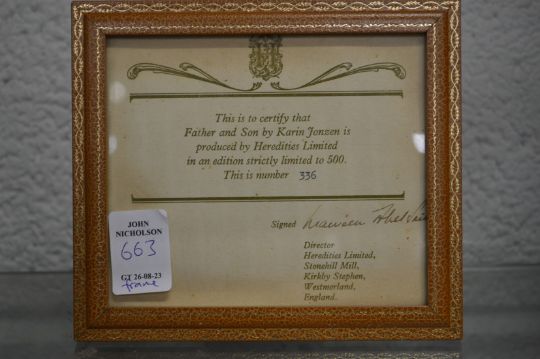 This is to certify that
Father and Son by Karin Jonzen is
produced by Heredities Limited
in an edition strictly limited to 500.
This is number 336
Signed
Director
Heredities Limited,
Stonehill Mill,
Kirkby Stephen,
Westmorland,
England.
JOHN
NICHOLSON
663
GT 26-08-23
frame